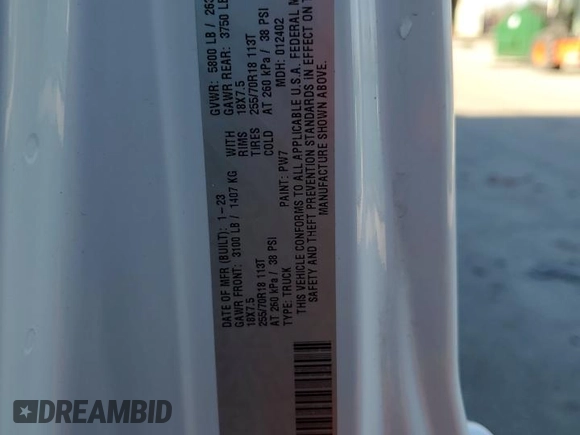 GVWR: 5800 LB / 263
DATE OF MFR (BUILT): 1-23
GAWR FRONT: 3100 LB / 1407 KG WITH GAWR REAR: 3750 LB
18X7.5 RIMS 18X7.5
255/70R18 113T TIRES 255/70R18 113T
AT 260 kPa / 38 PSI COLD AT 260 kPa / 38 PSI
TYPE: TRUCK PAINT: PW7 MDH: 012402
THIS VEHICLE CONFORMS TO ALL APPLICABLE U.S.A. FEDERAL M
SAFETY AND THEFT PREVENTION STANDARDS IN EFFECT ON T
MANUFACTURE SHOWN ABOVE.
DREAMBID